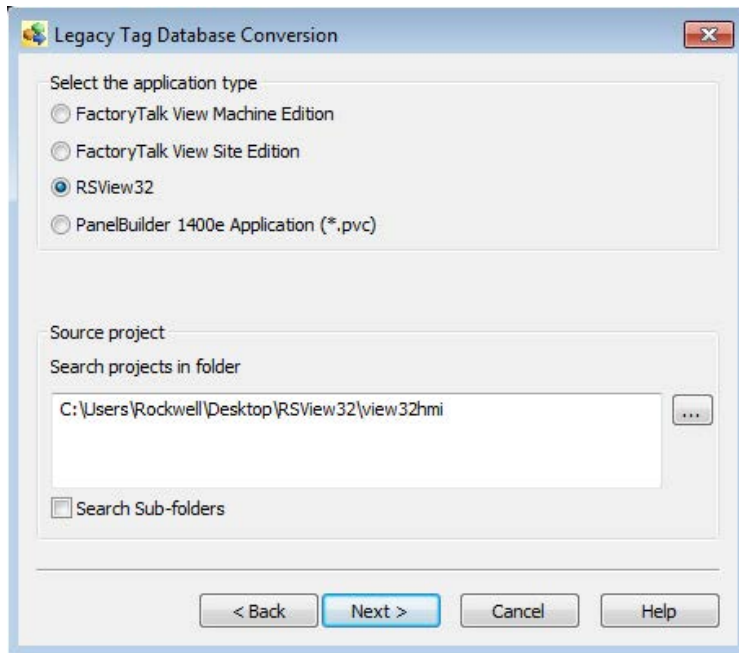 Legacy Tag Database Conversion
Select the application type
FactoryTalk View Machine Edition
FactoryTalk View Site Edition
RSView32
PanelBuilder 1400e Application (*.pvc)
Source project
Search projects in folder
C:\Users\Rockwell\Desktop\RSView32\view32hmi
...
Search Sub-folders
< Back Next > Cancel Help